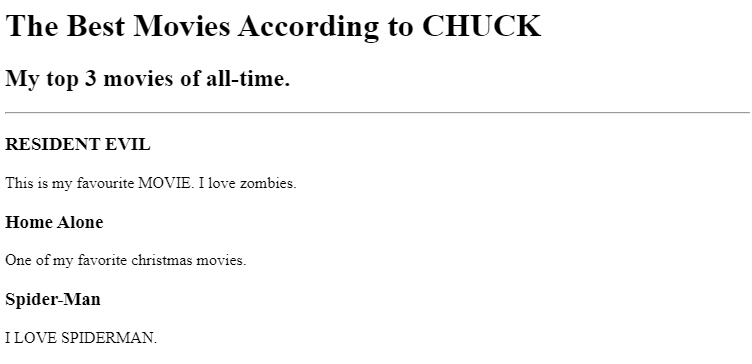 The Best Movies According to CHUCK
My top 3 movies of all-time.
RESIDENT EVIL
This is my favourite MOVIE. I love zombies.
Home Alone
One of my favorite christmas movies.
Spider-Man
I LOVE SPIDERMAN.